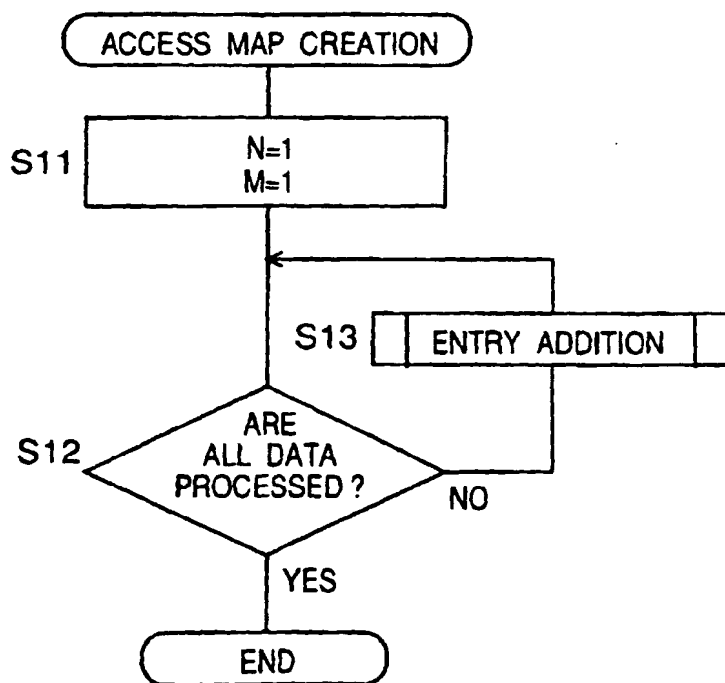 ACCESS MAP CREATION
S11
N=1
M=1
S13
ENTRY ADDITION
S12
ARE
ALL DATA
PROCESSED?
NO
YES
END